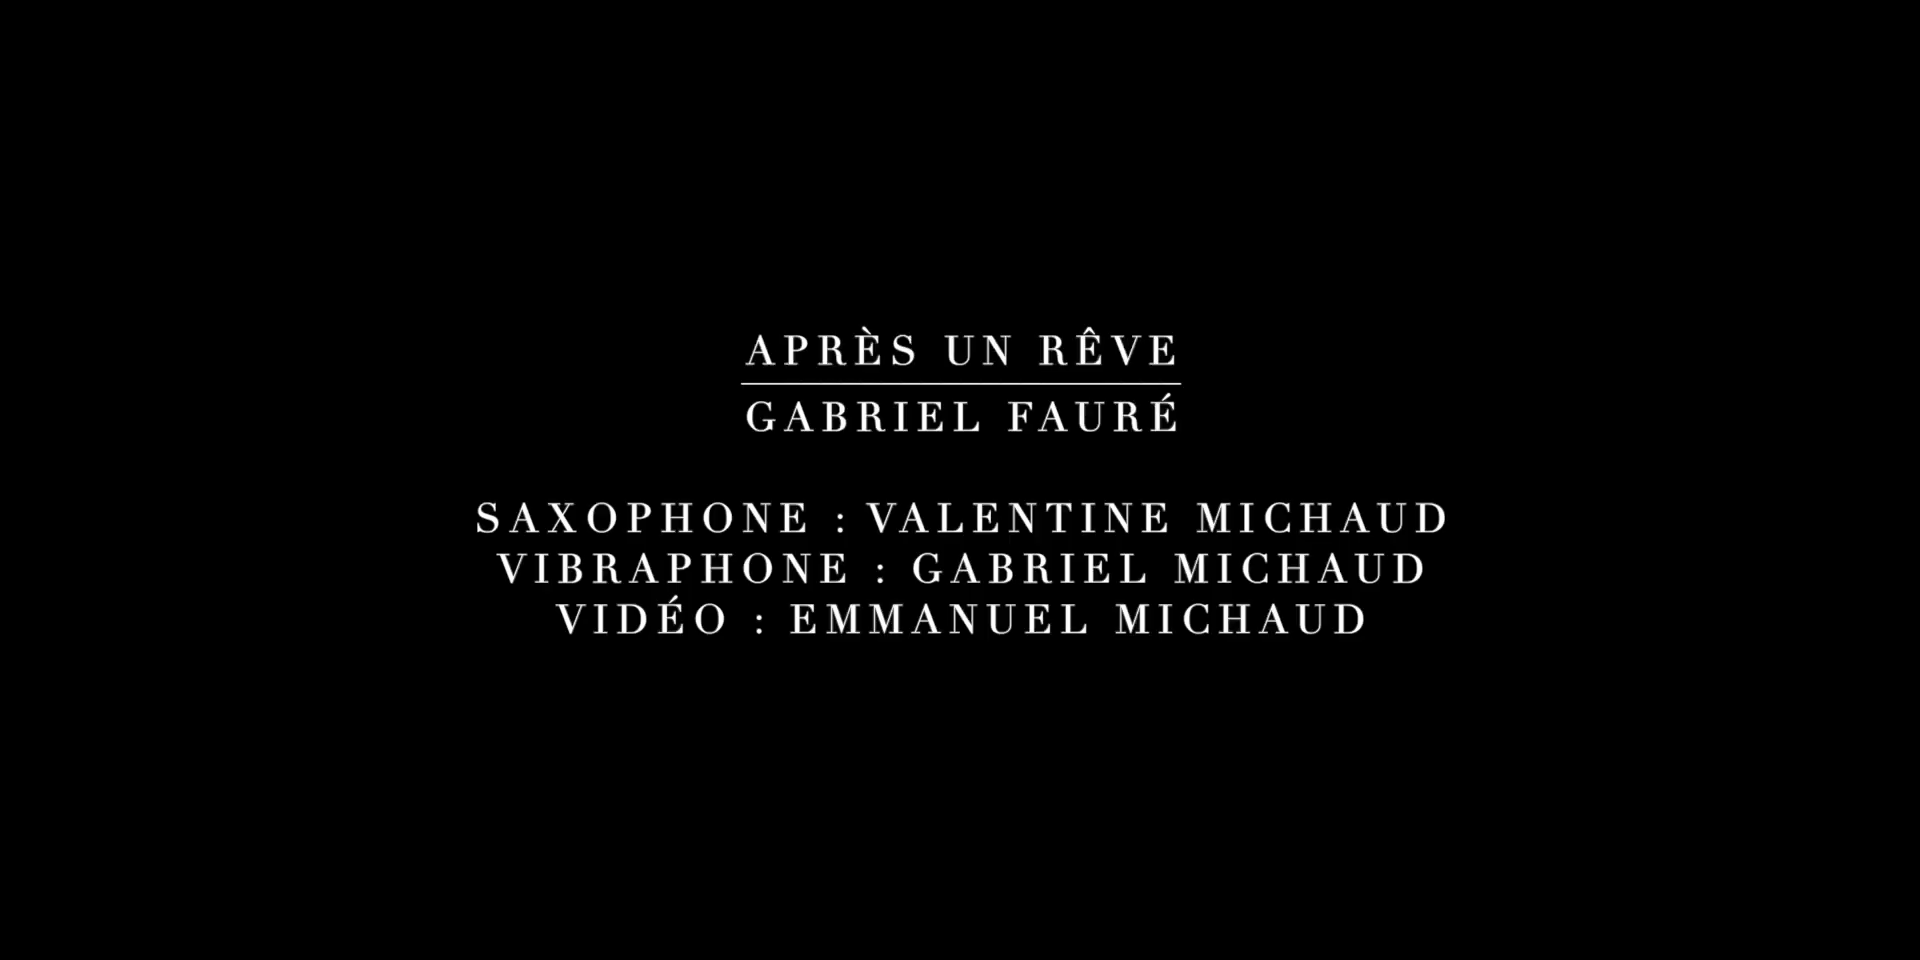 APRÈS UN RÊVE
GABRIEL FAURÉ
SAXOPHONE : VALENTINE MICHAUD
VIBRAPHONE : GABRIEL MICHAUD
VIDÉO : EMMANUEL MICHAUD